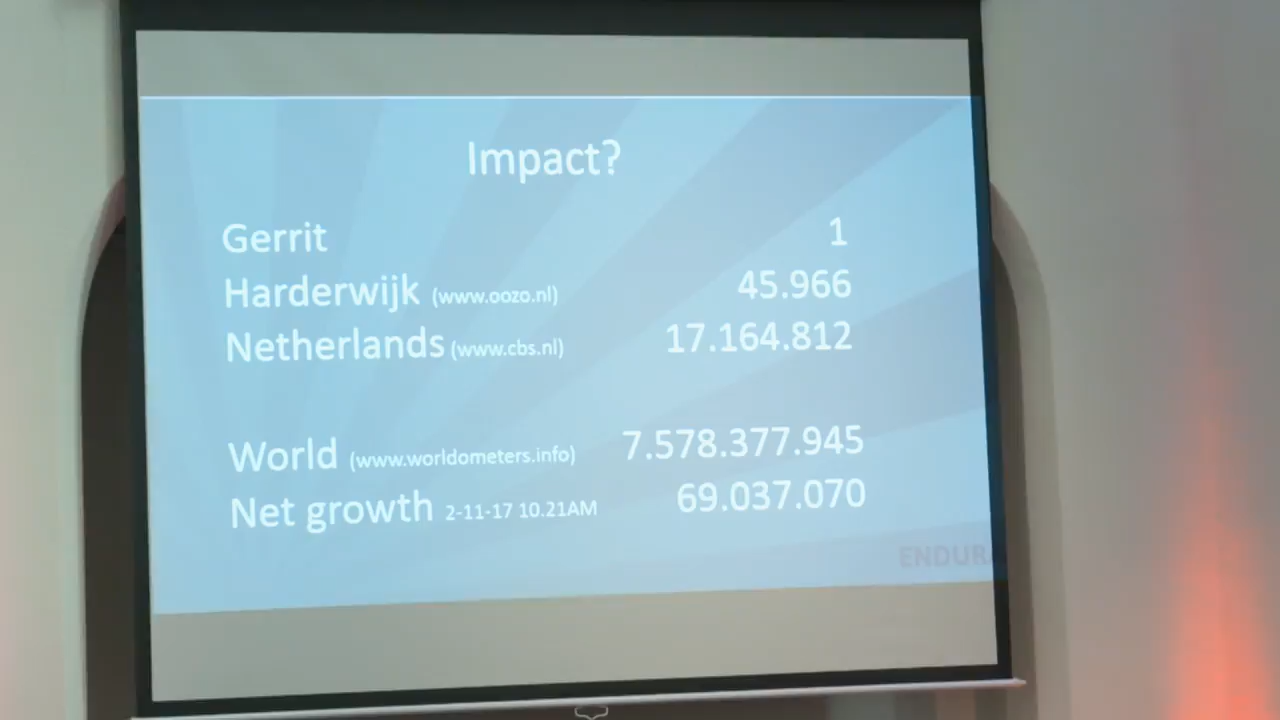 Impact?
Gerrit 1
Harderwijk (www.oozo.nl) 45.966
Netherlands (www.cbs.nl) 17.164.812
World (www.worldometers.info) 7.578.377.945
Net growth 2-11-17 10.21AM 69.037.070